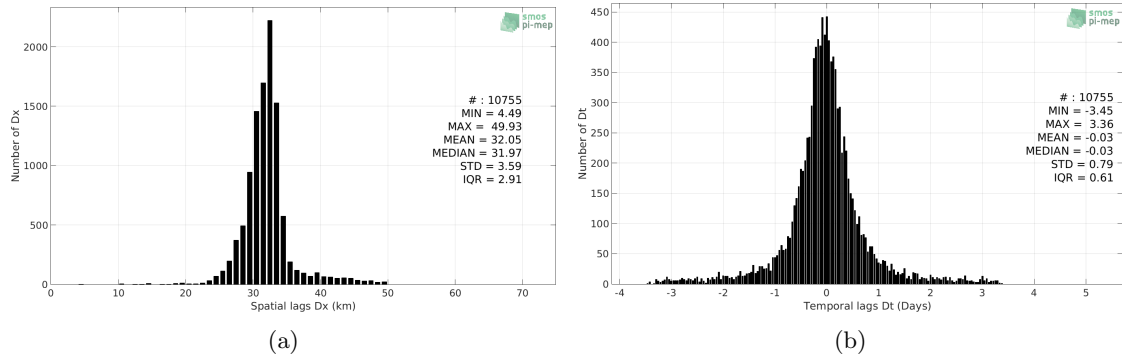 smos
pi-mep
Number of Dx
2000
1500
1000
500
0
# : 10755
MIN = 4.49
MAX = 49.93
MEAN = 32.05
MEDIAN = 31.97
STD = 3.59
IQR = 2.91
0 10 20 30 40 50 60 70
Spatial lags Dx (km)
(a)
smos
pi-mep
Number of Dt
450
400
350
300
250
200
150
100
50
0
# : 10755
MIN = -3.45
MAX = 3.36
MEAN = -0.03
MEDIAN = -0.03
STD = 0.79
IQR = 0.61
-4 -3 -2 -1 0 1 2 3 4 5
Temporal lags Dt (Days)
(b)